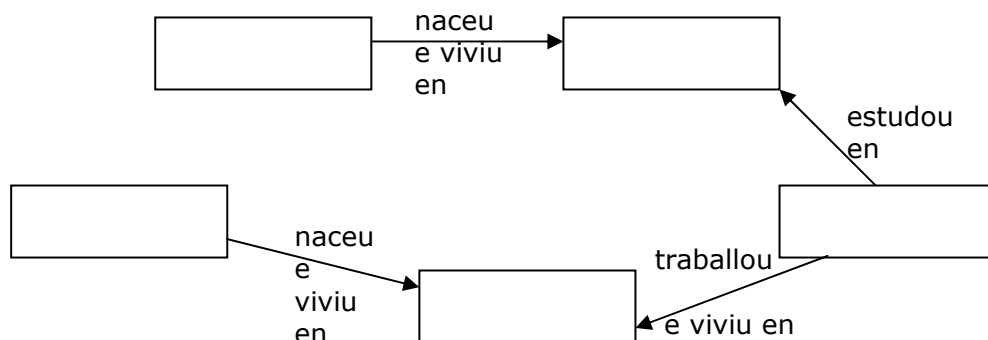 naceu
e viviu
en
estudou
en
naceu
e
viviu
en
traballou
e viviu en